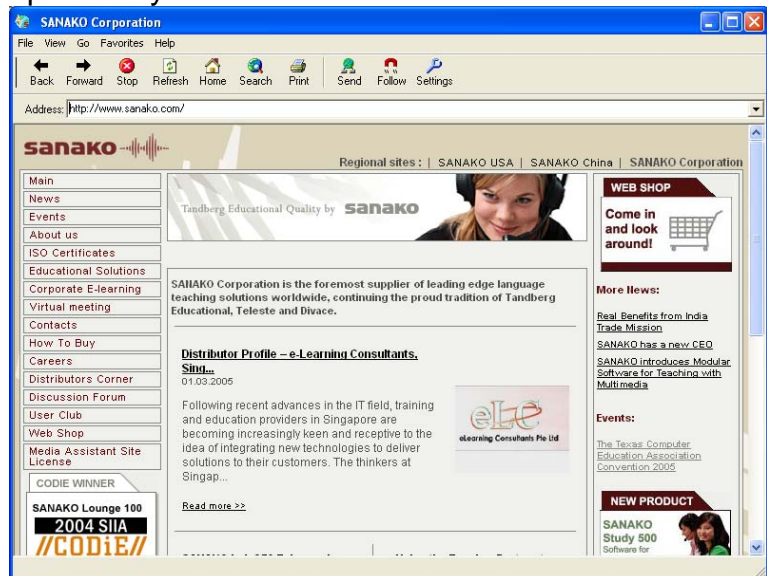 SANAKO Corporation
File View Go Favorites Help
Back Forward Stop Refresh Home Search Print Send Follow Settings
Address: http://www.sanako.com/
sanako
Regional sites : | SANAKO USA | SANAKO China | SANAKO Corporation
Main
News
Events
About us
ISO Certificates
Educational Solutions
Corporate E-learning
Virtual meeting
Contacts
How To Buy
Careers
Distributors Corner
Discussion Forum
User Club
Web Shop
Media Assistant Site
License
CODIE WINNER
SANAKO Lounge 100
2004 SIIA
//CODiE//
Tandberg Educational Quality by sanako
SANAKO Corporation is the foremost supplier of leading edge language
teaching solutions worldwide, continuing the proud tradition of Tandberg
Educational, Teleste and Divace.
Distributor Profile – e-Learning Consultants,
Sing...
01.03.2005
Following recent advances in the IT field, training
and education providers in Singapore are
becoming increasingly keen and receptive to the
idea of integrating new technologies to deliver
solutions to their customers. The thinkers at
Singap...
Read more >>
eLC
eLearning Consultants Pte Ltd
WEB SHOP
Come in
and look
around!
More News:
Real Benefits from India
Trade Mission
SANAKO has a new CEO
SANAKO introduces Modular
Software for Teaching with
Multimedia
Events:
The Texas Computer
Education Association
Convention 2005
NEW PRODUCT
SANAKO
Study 500
Software for